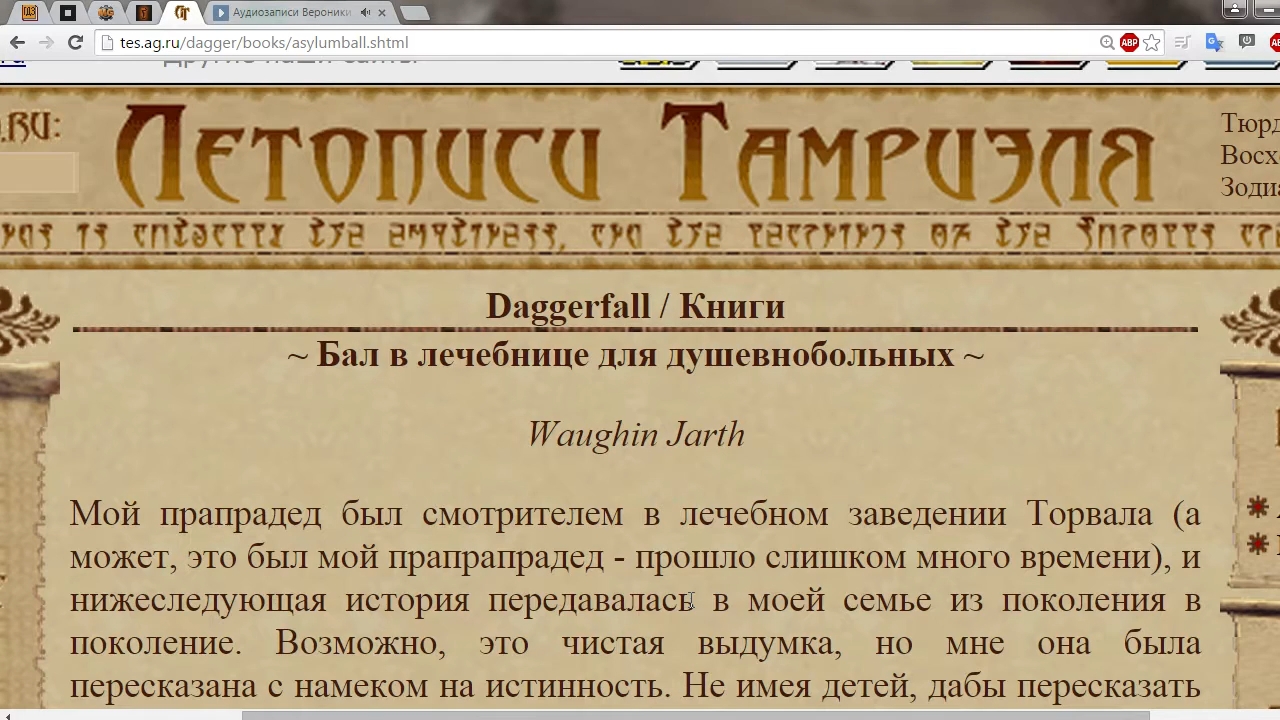 Аудиозаписи Вероники
tes.ag.ru/dagger/books/asylumball.shtml
ABP
.RU:
Летописи Тамриэля
Daggerfall / Книги
~ Бал в лечебнице для душевнобольных ~
Waughin Jarth
Мой прапрадед был смотрителем в лечебном заведении Торвала (а
может, это был мой прапрапрадед - прошло слишком много времени), и
нижеследующая история передавалась в моей семье из поколения в
поколение. Возможно, это чистая выдумка, но мне она была
пересказана с намеком на истинность. Не имея детей, дабы пересказать